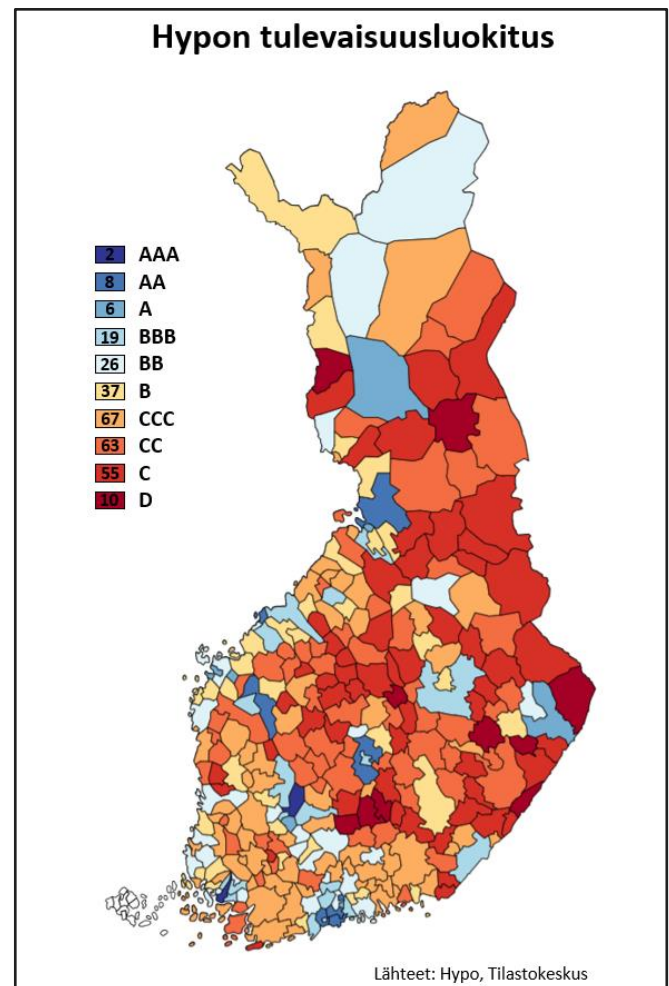 Hypon tulevaisuusluokitus
2 AAA
8 AA
6 A
19 BBB
26 BB
37 B
67 CCC
63 CC
55 C
10 D
Lähteet: Hypo, Tilastokeskus